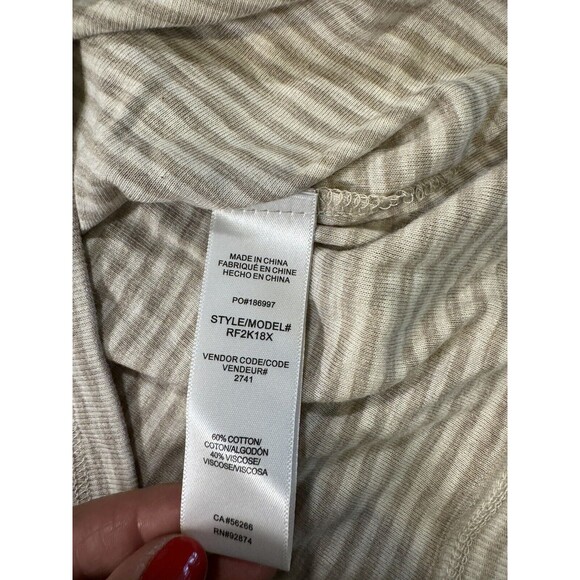 MADE IN CHINA
FABRIQUÉ EN CHINE
HECHO EN CHINA
PO#186997
STYLE/MODEL#
RF2K18X
VENDOR CODE/CODE
VENDEUR#
2741
60% COTTON/
COTON/ALGODÓN
40% VISCOSE/
VISCOSE/VISCOSA
CA#56266
RN#92874